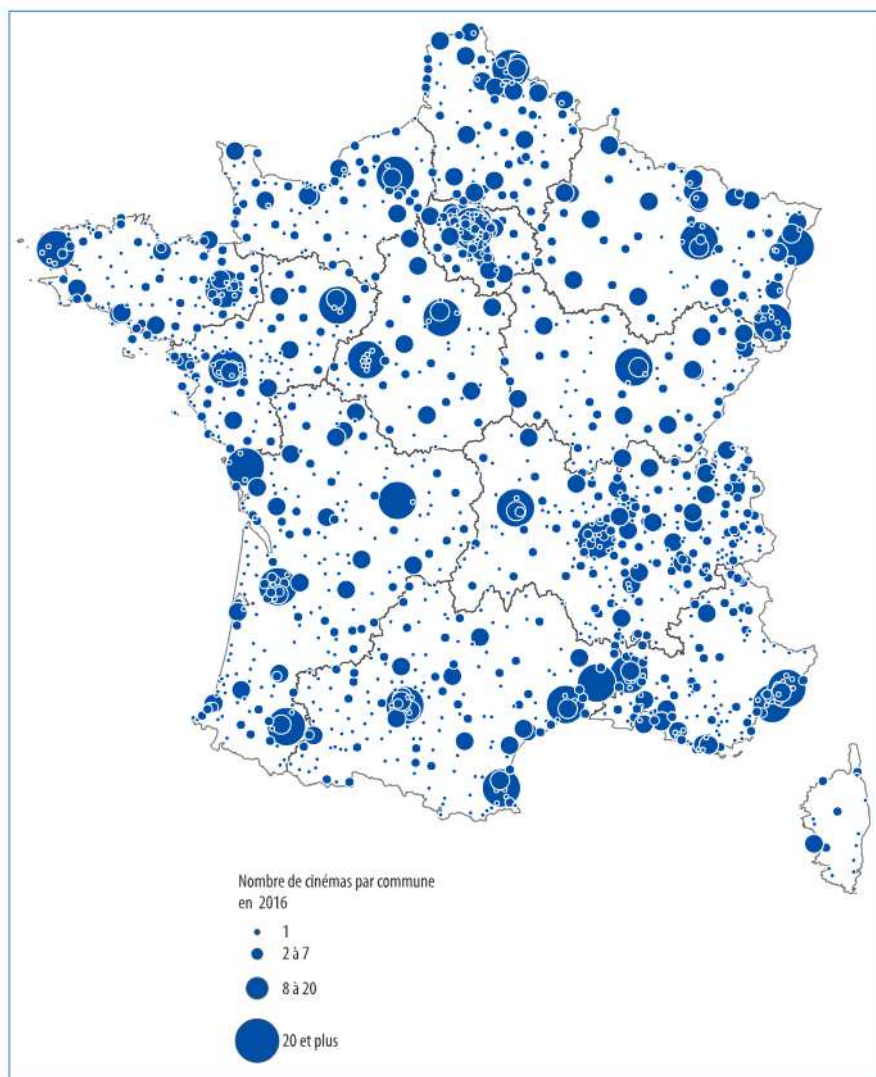 Nombre de cinémas par commune
en 2016
1
2 à 7
8 à 20
20 et plus